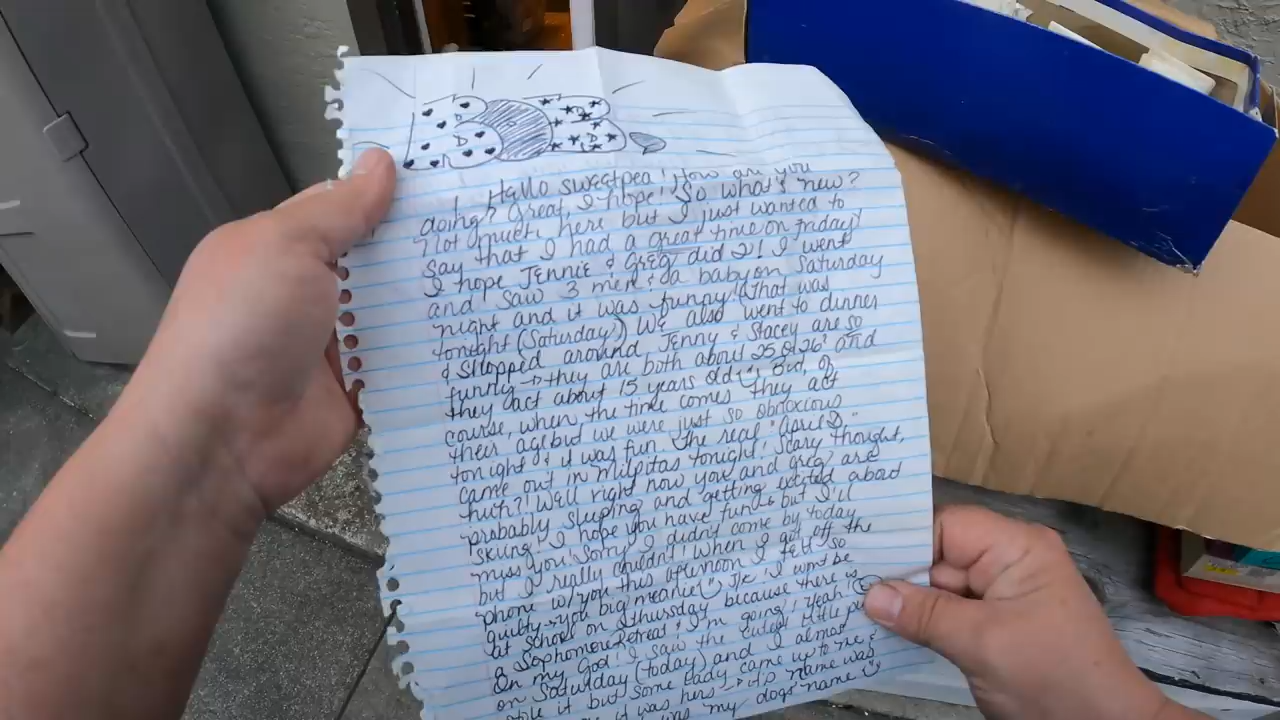 Hello sweetpea! How are you
doing? Great, I hope! So what's new?
Not much here but I just wanted to
say that I had a great time on Friday!
I hope JENNIE & GREG did 2! I went
and saw 3 men & a baby on Saturday
night and it was funny! (That was
tonight (Saturday)) We also went to dinner
& shopped around. Jenny & Stacey are so
funny → they are both about 25 & 26 and
they act about 15 years old! But, of
course, when the time comes they act
their age but we were just so obnoxious
tonight & it was fun. The real "April D."
came out in Milpitas tonight! Scary thought,
huh?! Well right now you and Greg are
probably sleeping and getting excited about
skiing! I hope you have fun & but I'll
miss you! Sorry I didn't come by today
but I really couldn't! When I got off the
phone w/you this afternoon I felt so
guilty → you big meanie! JK! I won't be
at school on Thursday because there is
a Sophomore Retreat & I'm going! Yeah!
Oh my God! I saw the cutest little
on Saturday (today) and I almost
stole it but some lady came up to me &
it was hers → its name was
was my dogs' name